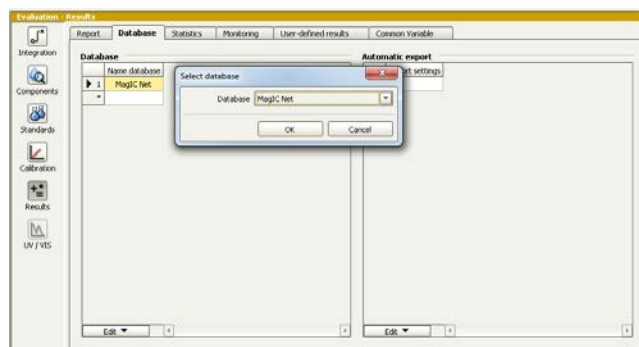 Evaluation - Results
Report Database Statistics Monitoring User-defined results Common Variable
Integration
Components
Standards
Calibration
Results
UV / VIS
Database
Name database
1 MagIC Net
*
Edit
Select database
Database MagIC Net
OK Cancel
Automatic export
rt settings
Edit